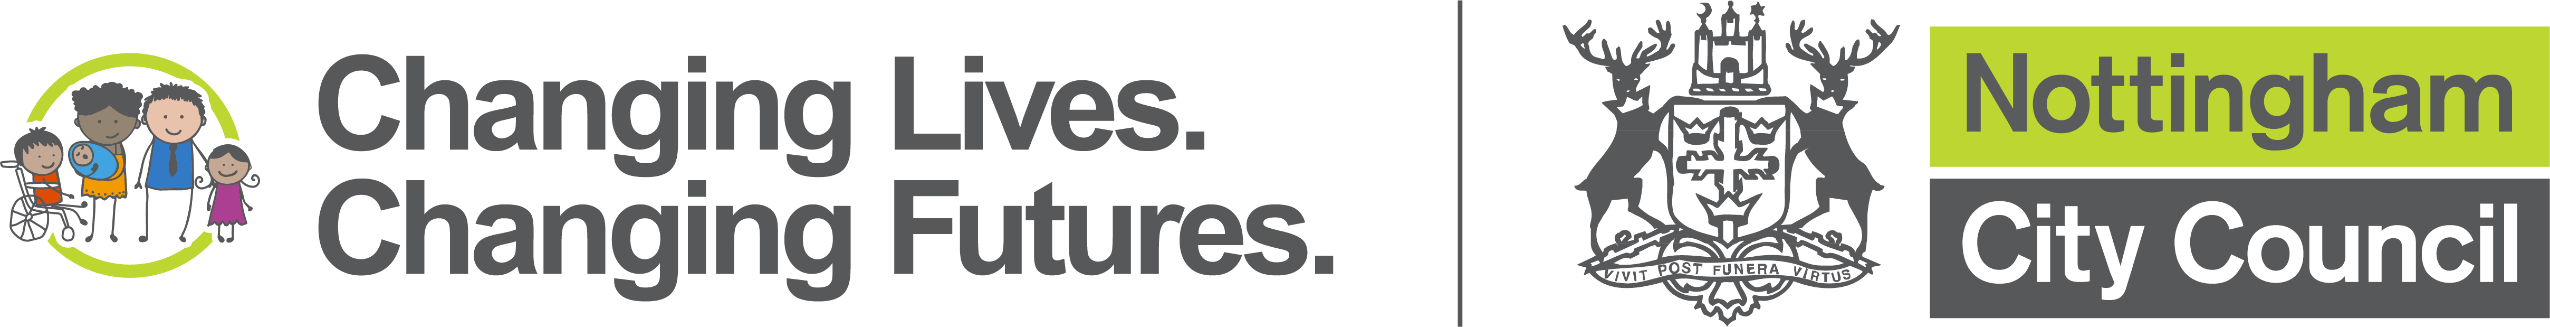 Changing Lives.
Changing Futures.
VIVIT POST FUNERA VIRTUS
Nottingham
City Council